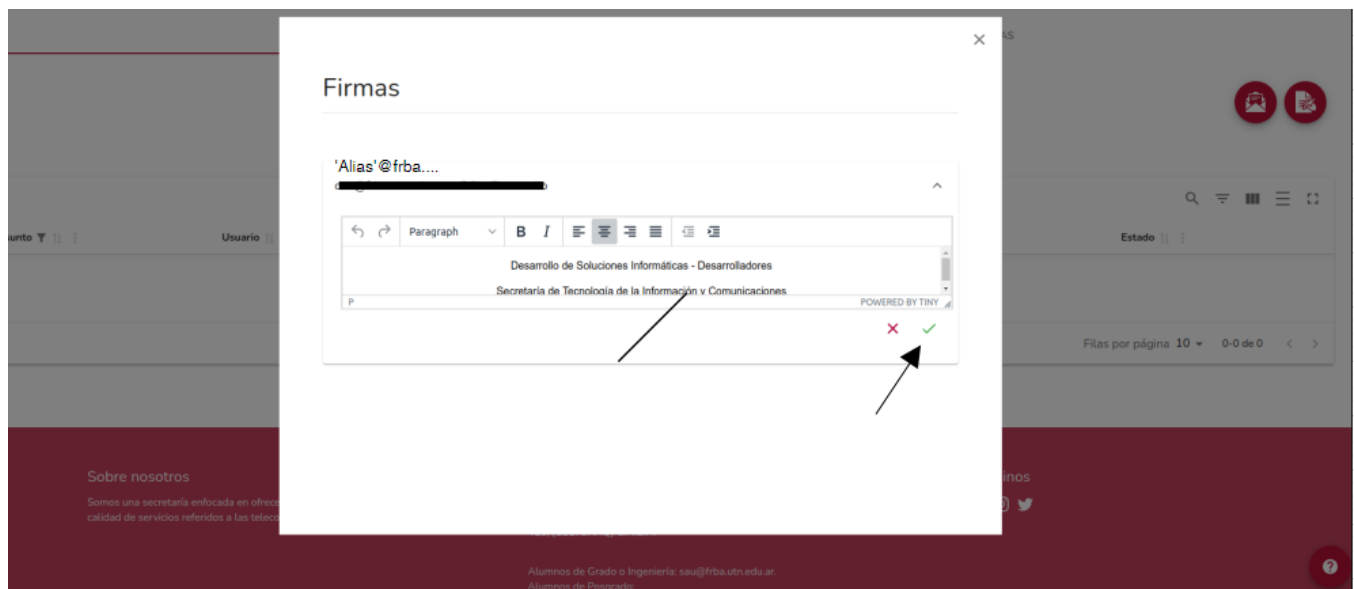 AS
Firmas
'Alias'@frba....
Paragraph
B I
unto
Usuario
Estado
Desarrollo de Soluciones Informáticas - Desarrolladores
Secretaría de Tecnología de la Información y Comunicaciones
P
POWERED BY TINY
Filas por página 10
0-0 de 0
Sobre nosotros
inos
Somos una secretaría enfocada en ofrece
calidad de servicios referidos a las teleco
Alumnos de Grado o Ingeniería: sau@frba.utn.edu.ar.
Alumnos de Posgrado: